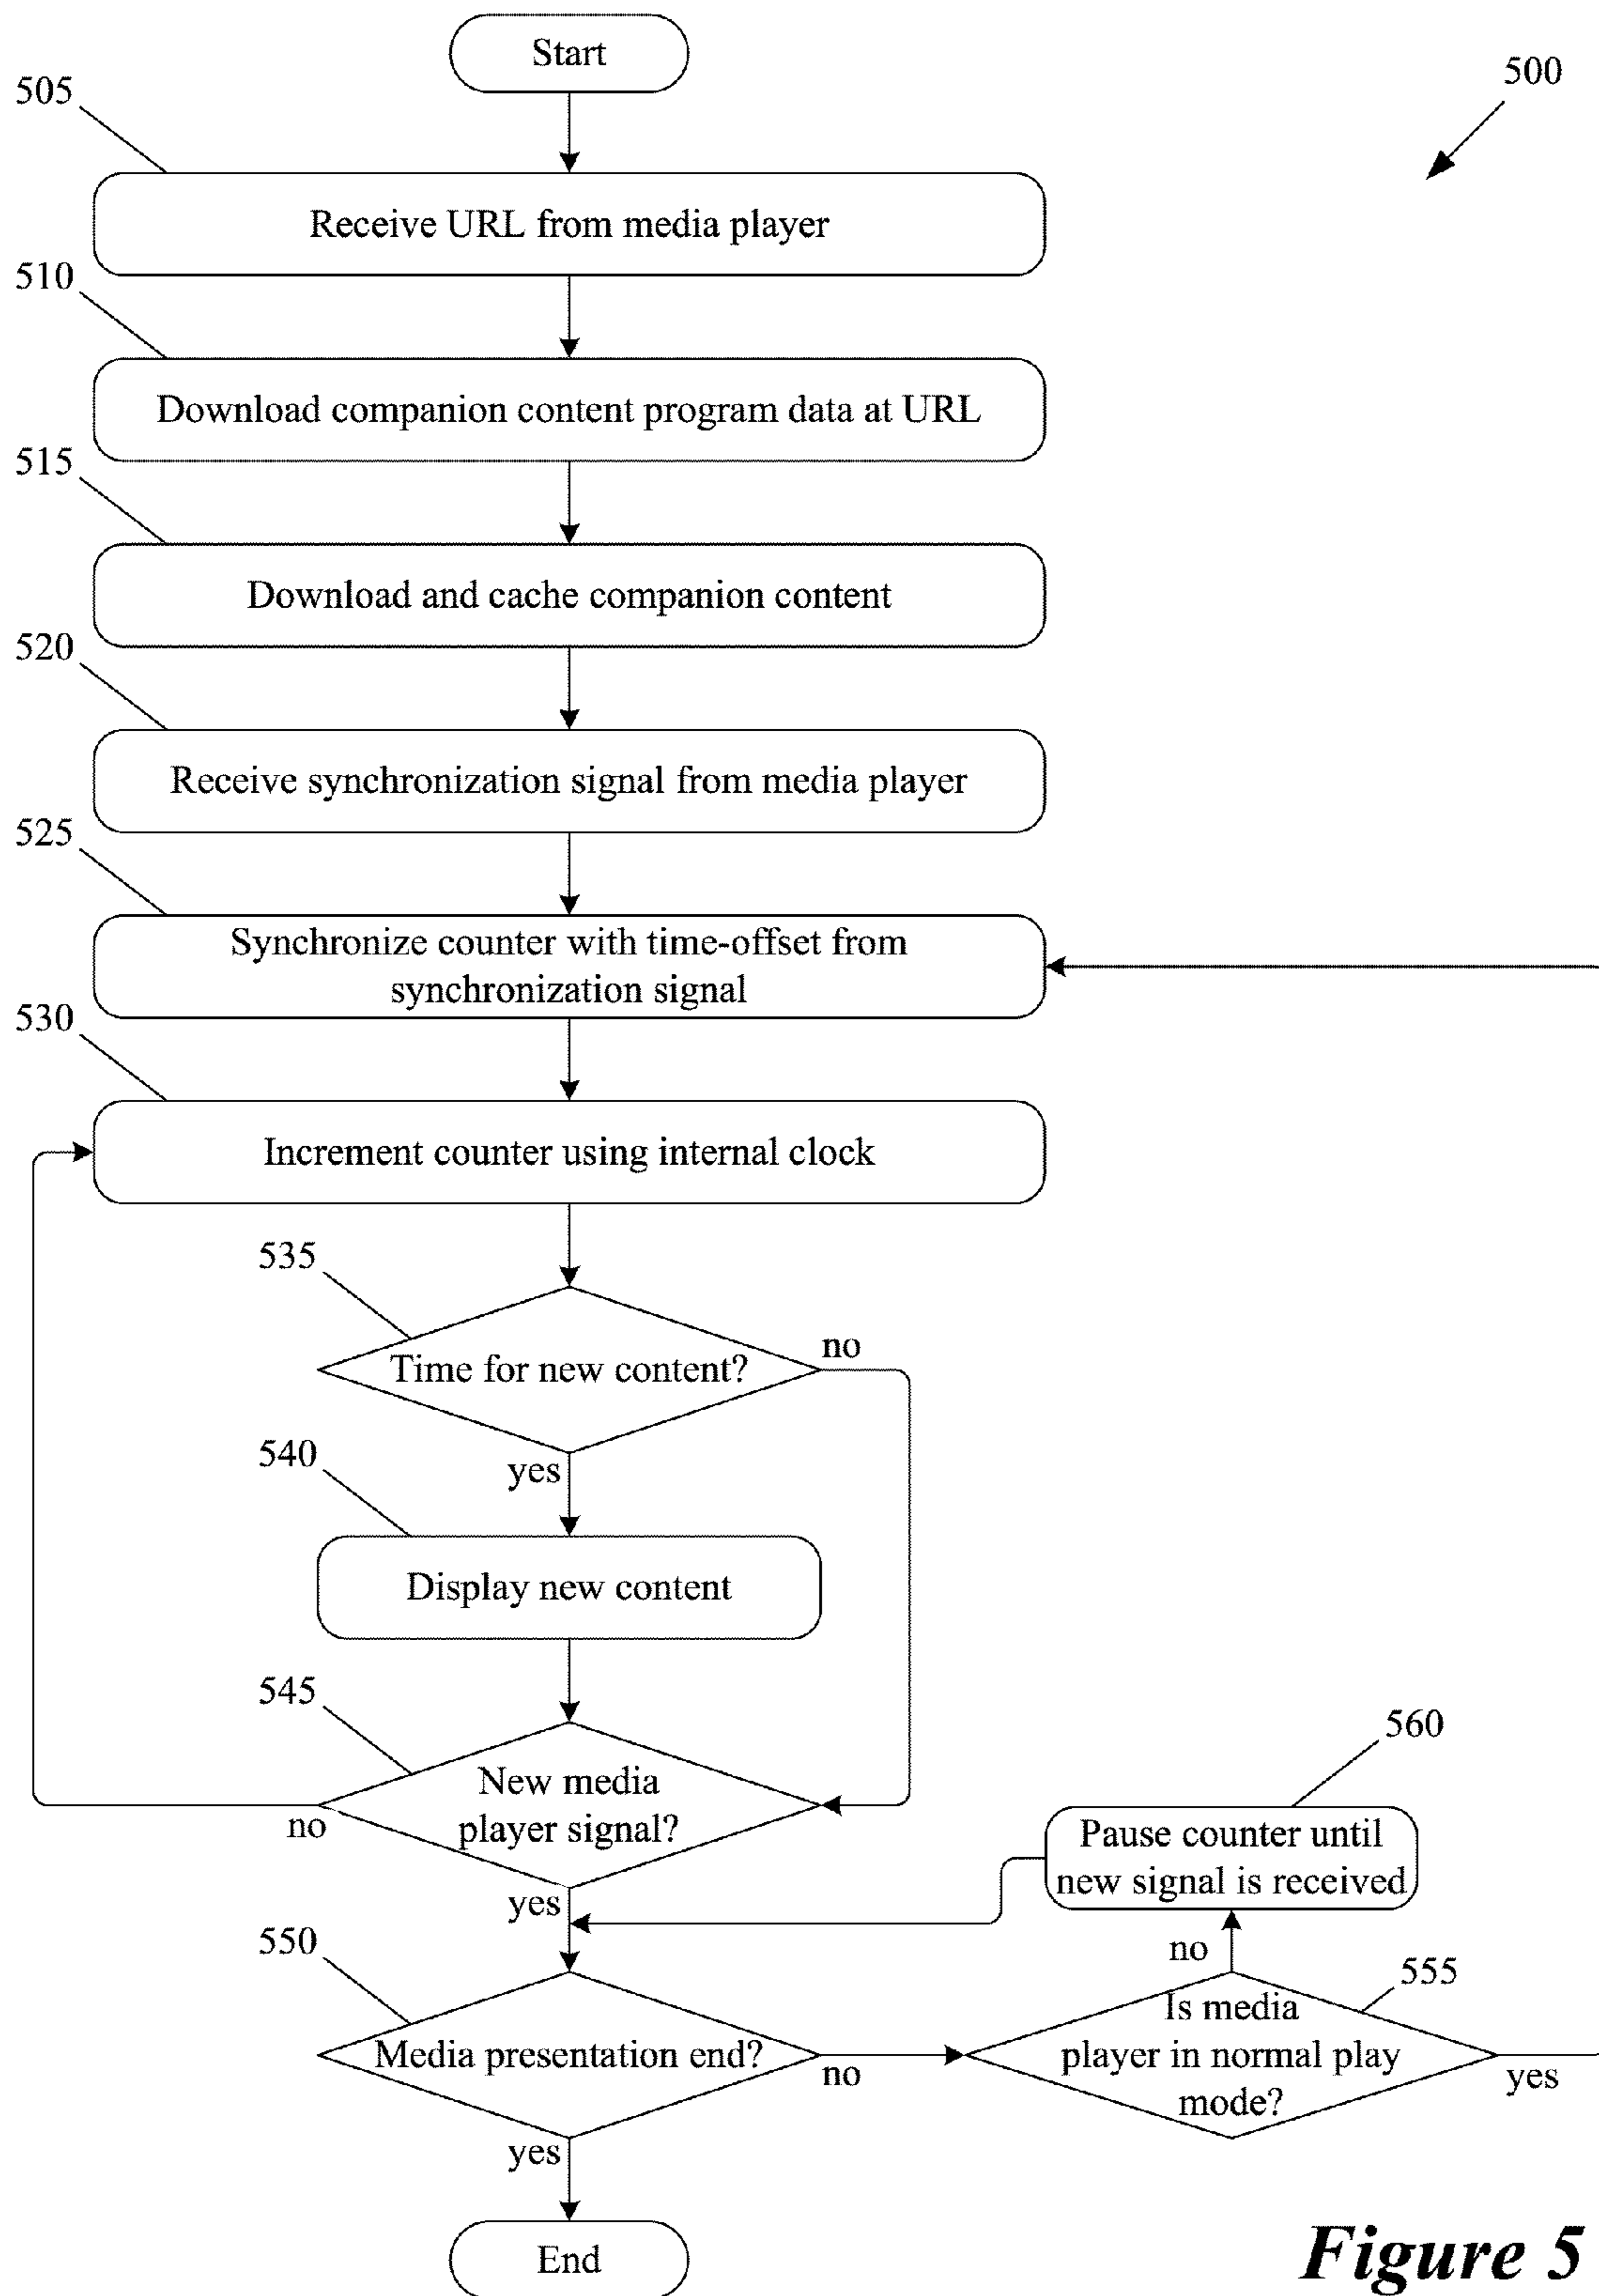 Start
500
505
Receive URL from media player
510
Download companion content program data at URL
515
Download and cache companion content
520
Receive synchronization signal from media player
525
Synchronize counter with time-offset from
synchronization signal
530
Increment counter using internal clock
535
Time for new content?
no
yes
540
Display new content
545
New media
player signal?
no
yes
560
Pause counter until
new signal is received
no
550
Media presentation end?
no
yes
555
Is media
player in normal play
mode?
yes
End
Figure 5